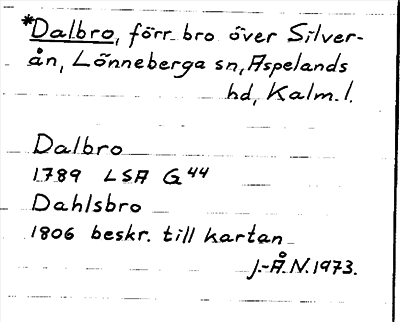 *Dalbro, förr bro över Silver-
ån, Lönneberga sn, Aspelands
hd, Kalm. l.
Dalbro
1789 LSA G44
Dahlsbro
1806 beskr. till kartan
J.-Å.N. 1973.